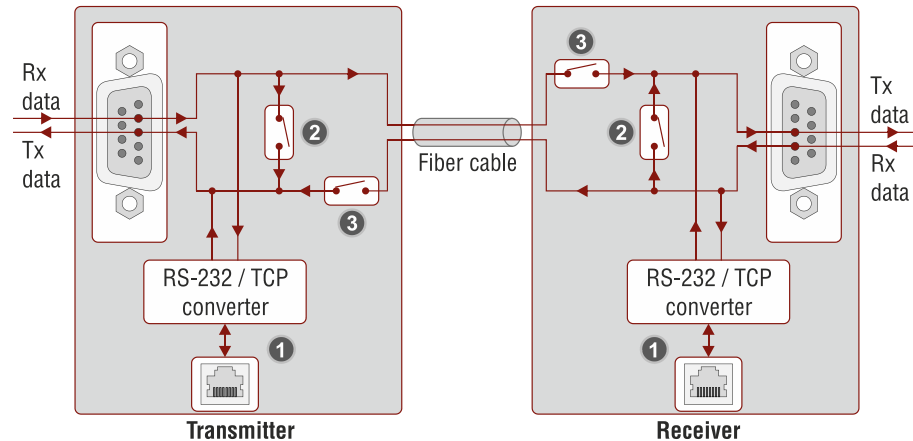 Rx
data
Tx
data
2
3
RS-232 / TCP
converter
1
Transmitter
Fiber cable
3
2
Tx
data
Rx
data
RS-232 / TCP
converter
1
Receiver